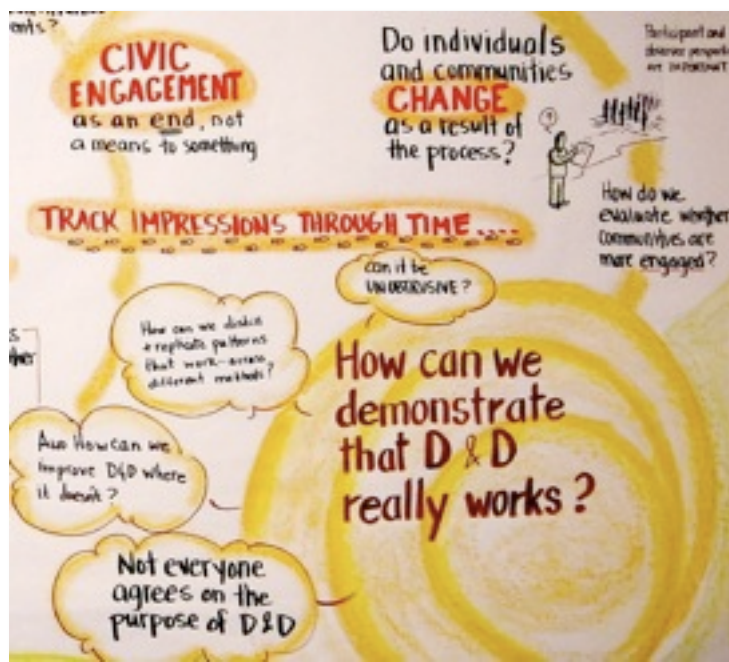 ents?
CIVIC
ENGAGEMENT
as an end, not
a means to something
Do individuals
and communities
CHANGE
as a result of
the process?
Participant and
observer
are IMPORTANT
?
How do we
evaluate whether
communities are
more engaged?
TRACK IMPRESSIONS THROUGH TIME....
can it be
UNOBTRUSIVE?
How can we
+ replicate patterns
that work-across
different methods?
How can we
demonstrate
that D & D
really works?
Also How can we
improve D&D where
it doesn't?
Not everyone
agrees on the
purpose of D&D